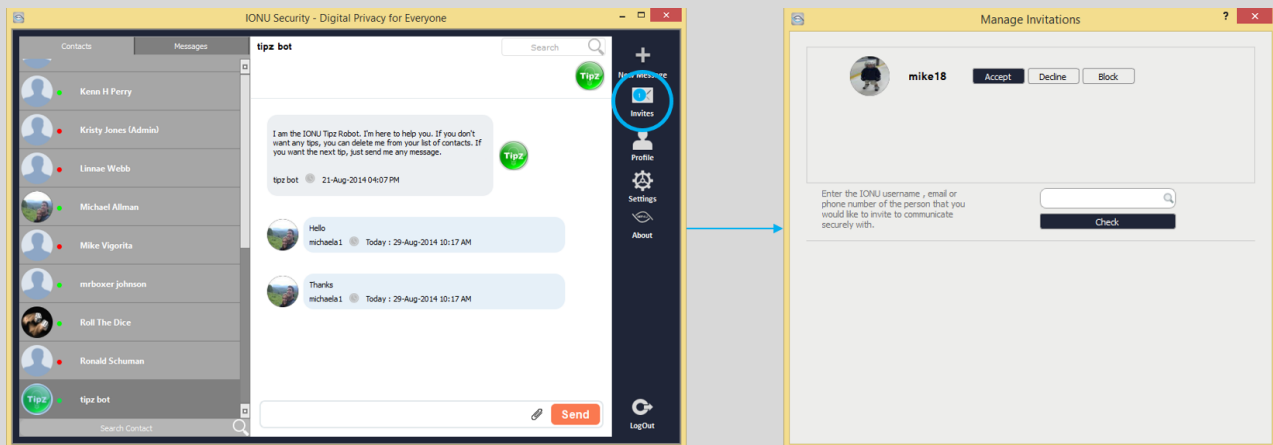 IONU Security - Digital Privacy for Everyone
Contacts
Messages
Kenn H Perry
Kristy Jones (Admin)
Linnae Webb
Michael Allman
Mike Vigorita
mrboxer johnson
Roll The Dice
Ronald Schuman
Tipz
tipz bot
Search Contact
tipz bot
Search
Tipz
I am the IONU Tipz Robot. I'm here to help you. If you don't
want any tips, you can delete me from your list of contacts. If
you want the next tip, just send me any message.
tipz bot 21-Aug-2014 04:07 PM
Tipz
Hello
michaela1 Today : 29-Aug-2014 10:17 AM
Thanks
michaela1 Today : 29-Aug-2014 10:17 AM
Send
New Message
1
Invites
Profile
Settings
About
LogOut
Manage Invitations
?
mike18
Accept
Decline
Block
Enter the IONU username , email or
phone number of the person that you
would like to invite to communicate
securely with.
Check